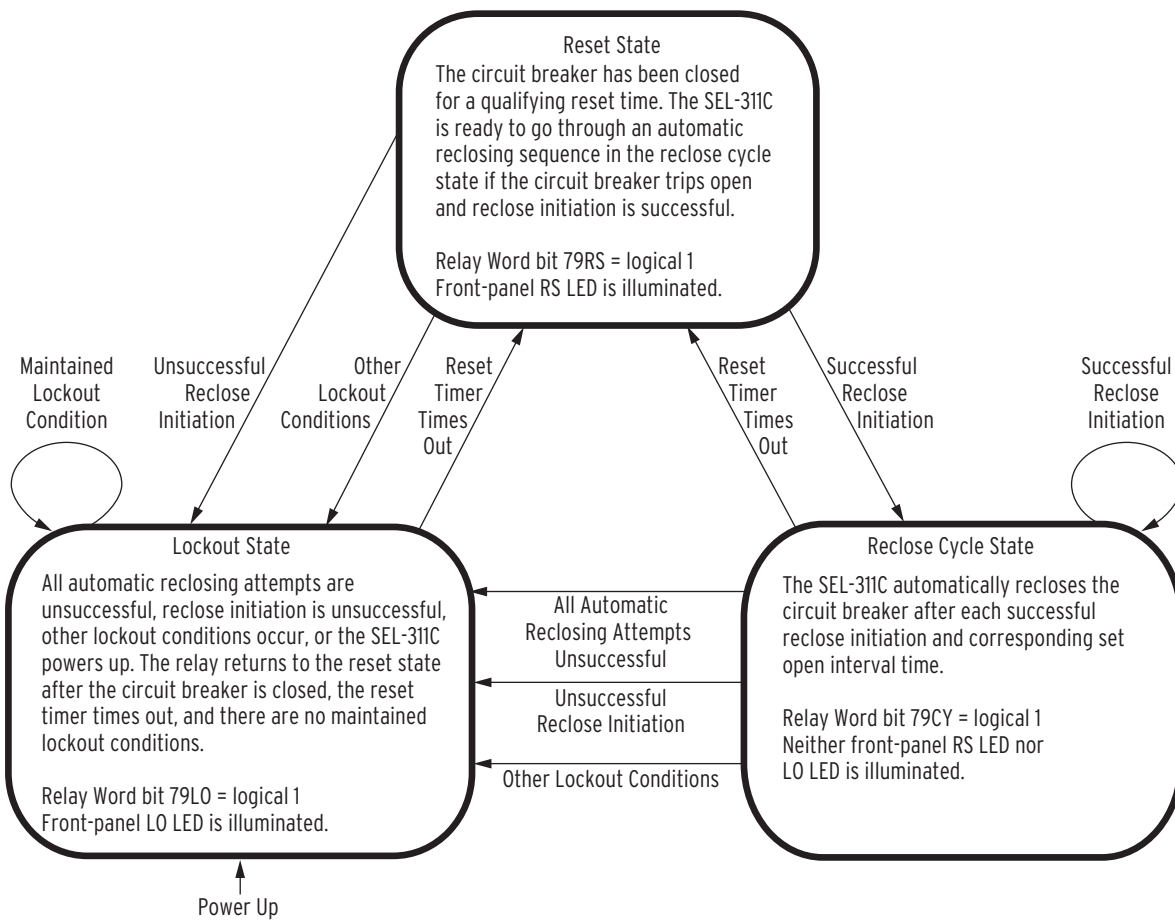 Reset State
The circuit breaker has been closed
for a qualifying reset time. The SEL-311C
is ready to go through an automatic
reclosing sequence in the reclose cycle
state if the circuit breaker trips open
and reclose initiation is successful.
Relay Word bit 79RS = logical 1
Front-panel RS LED is illuminated.
Maintained
Lockout
Condition
Unsuccessful
Reclose
Initiation
Other
Lockout
Conditions
Reset
Timer
Times
Out
Reset
Timer
Times
Out
Successful
Reclose
Initiation
Successful
Reclose
Initiation
Lockout State
All automatic reclosing attempts are
unsuccessful, reclose initiation is unsuccessful,
other lockout conditions occur, or the SEL-311C
powers up. The relay returns to the reset state
after the circuit breaker is closed, the reset
timer times out, and there are no maintained
lockout conditions.
Relay Word bit 79LO = logical 1
Front-panel LO LED is illuminated.
All Automatic
Reclosing Attempts
Unsuccessful
Unsuccessful
Reclose Initiation
Other Lockout Conditions
Reclose Cycle State
The SEL-311C automatically recloses the
circuit breaker after each successful
reclose initiation and corresponding set
open interval time.
Relay Word bit 79CY = logical 1
Neither front-panel RS LED nor
LO LED is illuminated.
Power Up